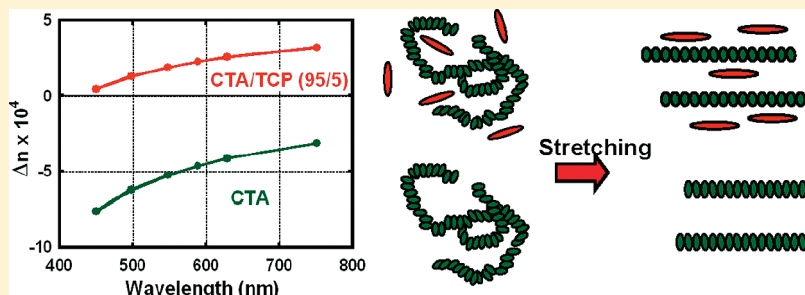 Δn x 10⁴
5
0
-5
-10
CTA/TCP (95/5)
CTA
400 500 600 700 800
Wavelength (nm)
Stretching